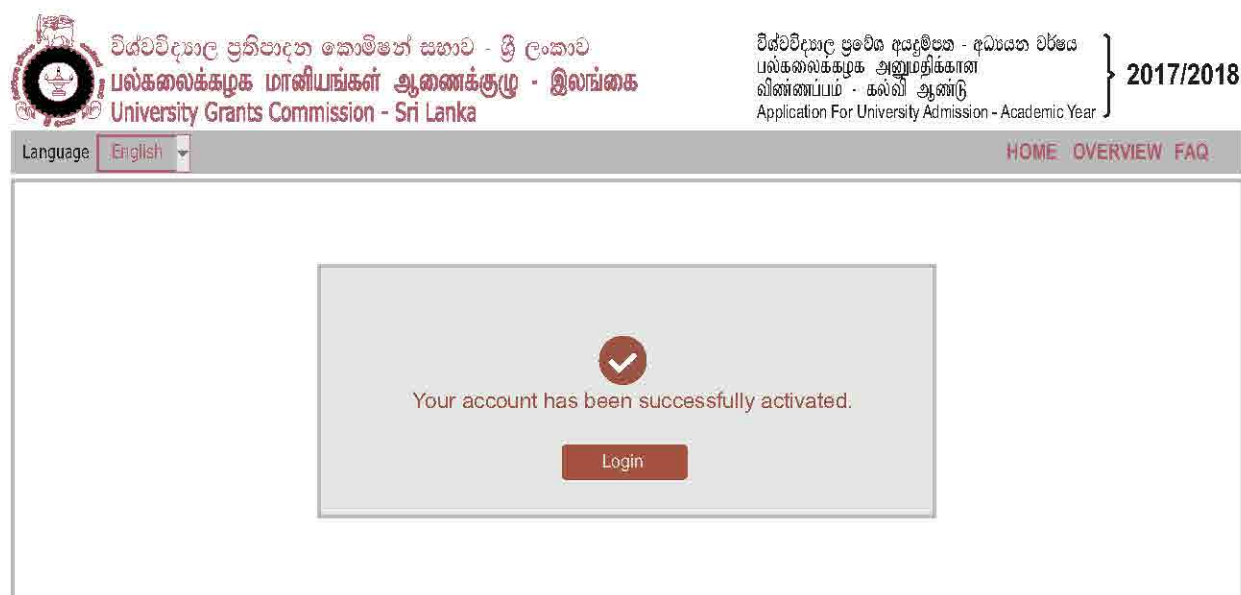 විශ්වවිද්‍යාල ප්‍රතිපාදන කොමිෂන් සභාව - ශ්‍රී ලංකාව
பல்கலைக்கழக மானியங்கள் ஆணைக்குழு - இலங்கை
University Grants Commission - Sri Lanka
විශ්වවිද්‍යාල ප්‍රවේශ අයදුම්පත - අධ්‍යයන වර්ෂය
பல்கலைக்கழக அனுமதிக்கான
விண்ணப்பம் - கல்வி ஆண்டு
Application For University Admission - Academic Year
2017/2018
Language English
HOME OVERVIEW FAQ
Your account has been successfully activated.
Login